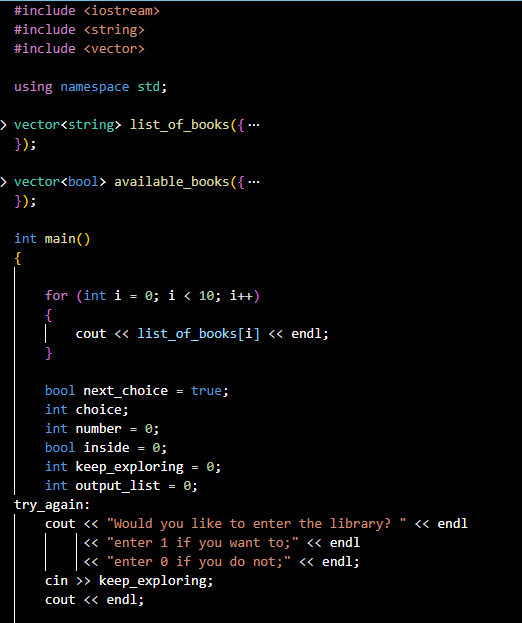 #include <iostream>
#include <string>
#include <vector>
using namespace std;
> vector<string> list_of_books({ ⋯
});
> vector<bool> available_books({ ⋯
});
int main()
{
for (int i = 0; i < 10; i++)
{
cout << list_of_books[i] << endl;
}
bool next_choice = true;
int choice;
int number = 0;
bool inside = 0;
int keep_exploring = 0;
int output_list = 0;
try_again:
cout << "Would you like to enter the library? " << endl
<< "enter 1 if you want to;" << endl
<< "enter 0 if you do not;" << endl;
cin >> keep_exploring;
cout << endl;